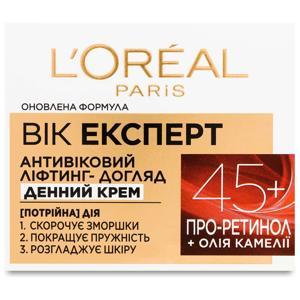 L'ORÉAL
PARIS
ОНОВЛЕНА ФОРМУЛА
ВІК ЕКСПЕРТ
АНТИВІКОВИЙ
ЛІФТИНГ- ДОГЛЯД
ДЕННИЙ КРЕМ
[ПОТРІЙНА] ДІЯ
1. СКОРОЧУЄ ЗМОРШКИ
2. ПОКРАЩУЄ ПРУЖНІСТЬ
3. РОЗГЛАДЖУЄ ШКІРУ
45+
ПРО-РЕТИНОЛ
+ ОЛІЯ КАМЕЛІЇ